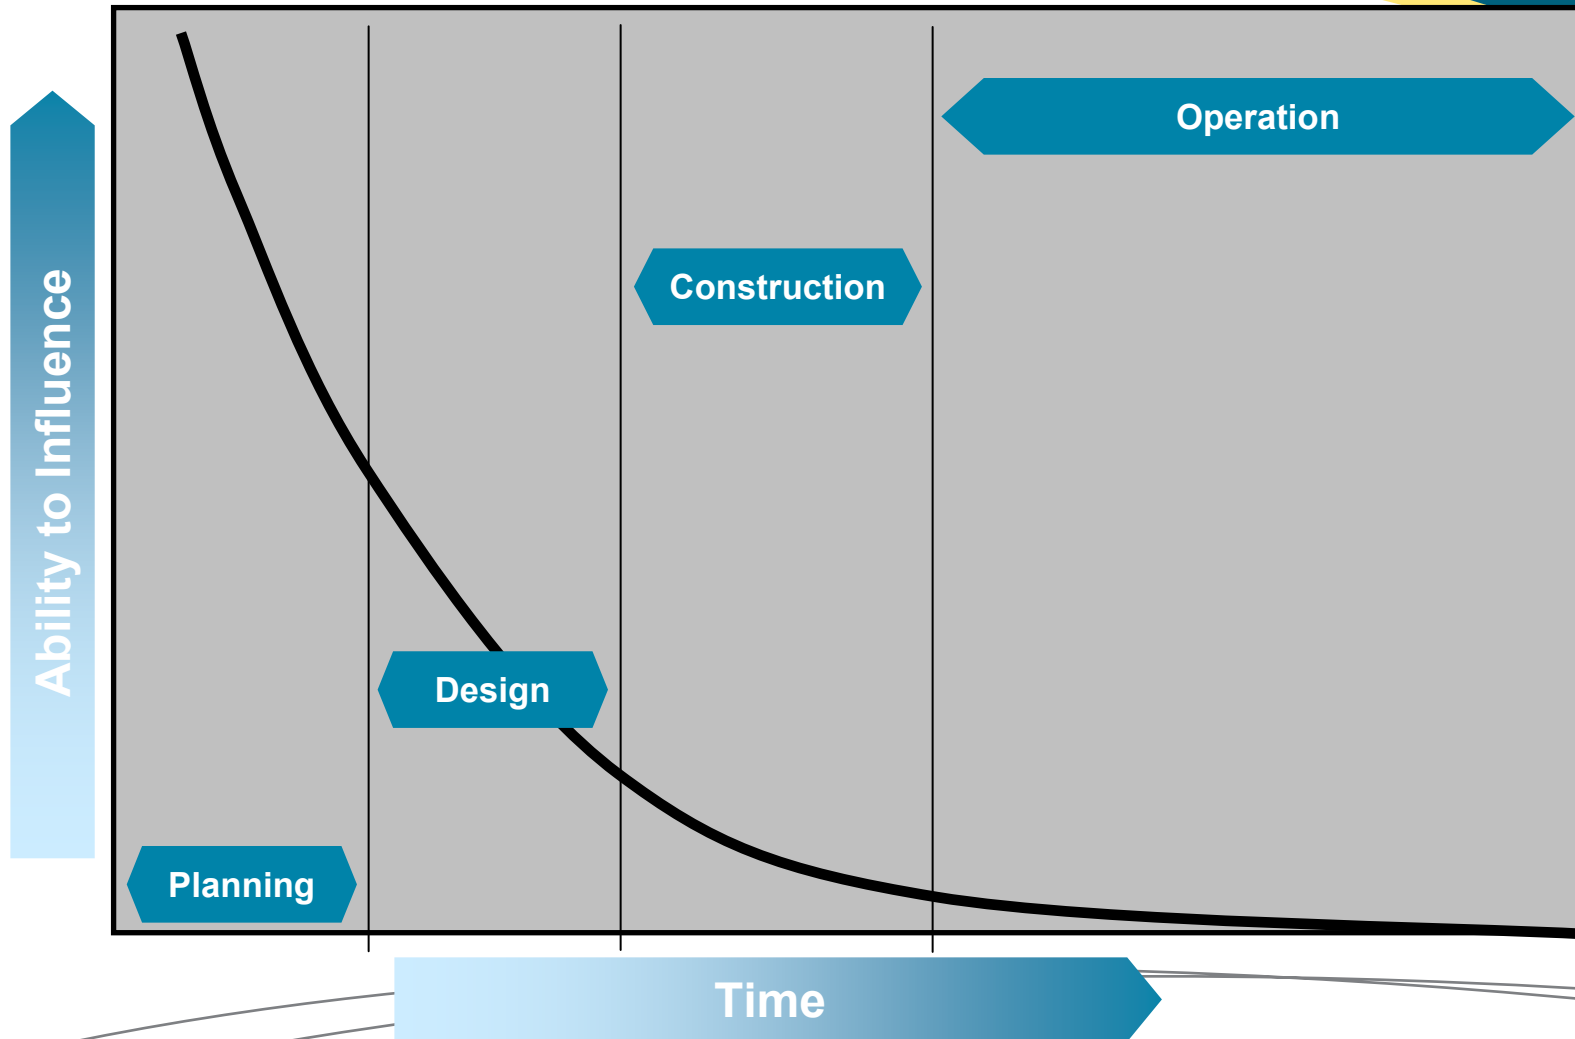 Operation
Construction
Ability to Influence
Design
Planning
Time